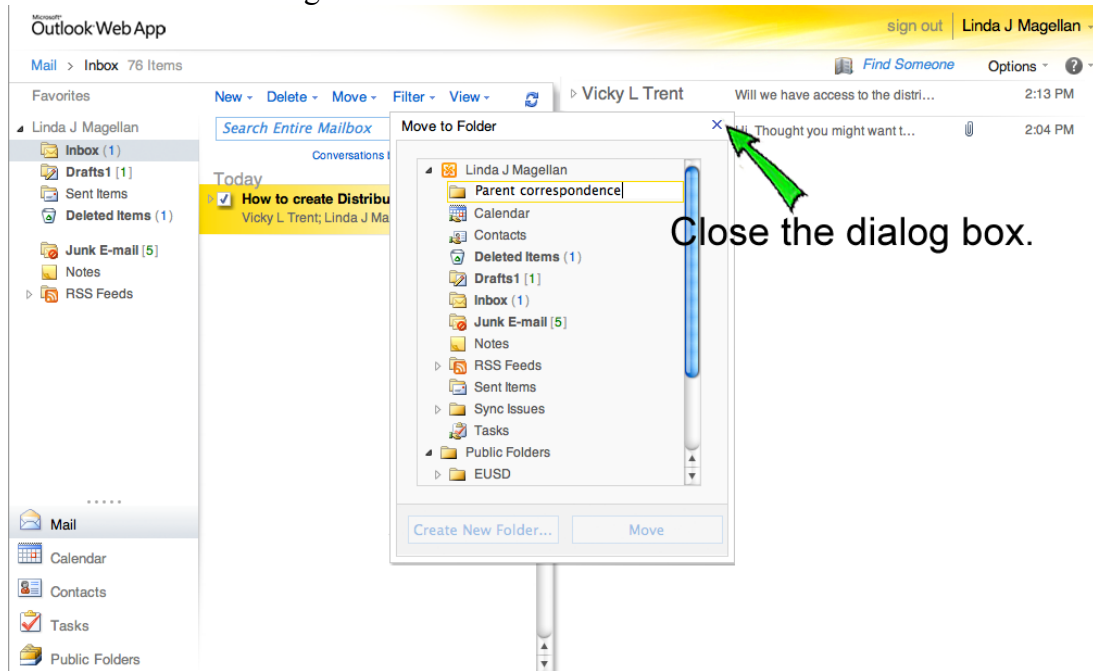 Microsoft®
Outlook Web App
sign out Linda J Magellan
Mail > Inbox 76 Items
Find Someone
Options
?
Favorites
Linda J Magellan
Inbox (1)
Drafts1 [1]
Sent Items
Deleted Items (1)
Junk E-mail [5]
Notes
RSS Feeds
New Delete Move Filter View
Search Entire Mailbox
Conversations
Today
How to create Distribu
Vicky L Trent; Linda J Ma
Vicky L Trent
Will we have access to the distri... 2:13 PM
Thought you might want t... 2:04 PM
Move to Folder
Linda J Magellan
Parent correspondence
Calendar
Contacts
Deleted Items (1)
Drafts1 [1]
Inbox (1)
Junk E-mail [5]
Notes
RSS Feeds
Sent Items
Sync Issues
Tasks
Public Folders
EUSD
Create New Folder... Move
Close the dialog box.
Mail
Calendar
Contacts
Tasks
Public Folders